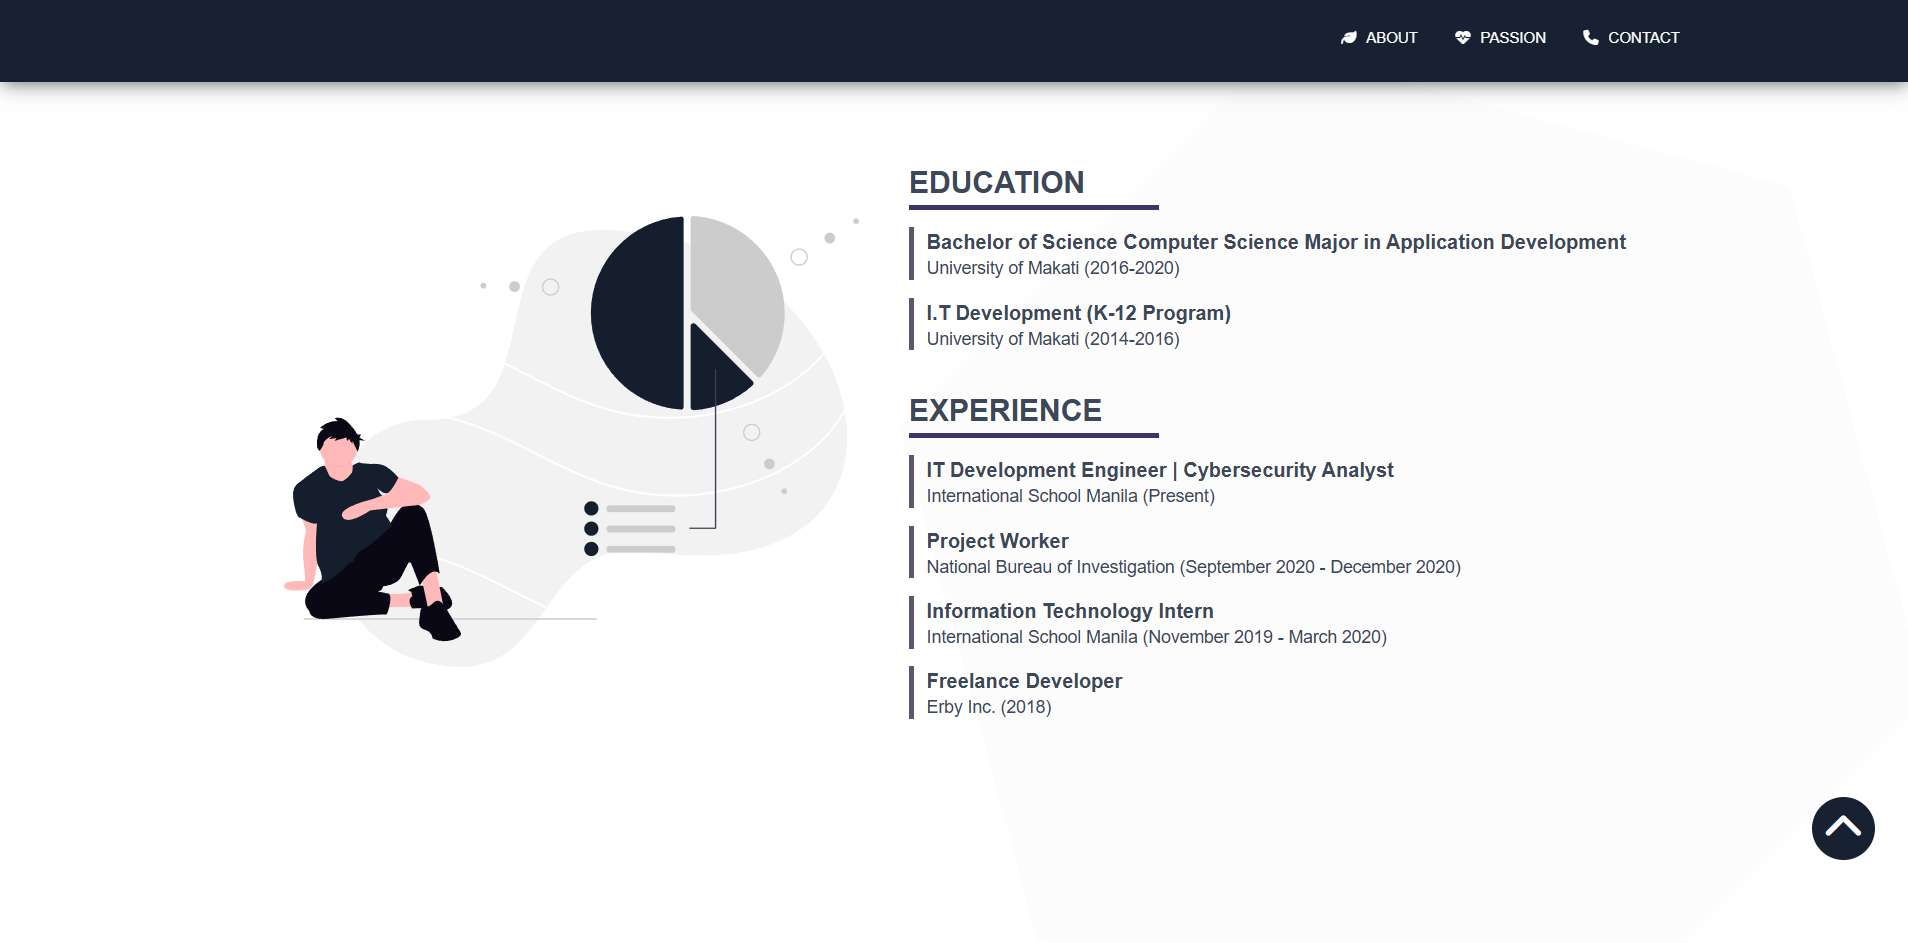 ABOUT PASSION CONTACT
EDUCATION
Bachelor of Science Computer Science Major in Application Development
University of Makati (2016-2020)
I.T Development (K-12 Program)
University of Makati (2014-2016)
EXPERIENCE
IT Development Engineer | Cybersecurity Analyst
International School Manila (Present)
Project Worker
National Bureau of Investigation (September 2020 - December 2020)
Information Technology Intern
International School Manila (November 2019 - March 2020)
Freelance Developer
Erby Inc. (2018)